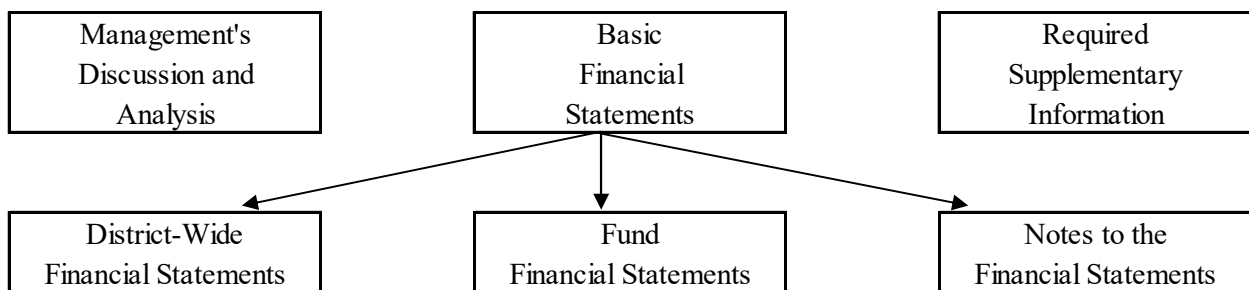 Management's
Discussion and
Analysis
Basic
Financial
Statements
Required
Supplementary
Information
District-Wide
Financial Statements
Fund
Financial Statements
Notes to the
Financial Statements